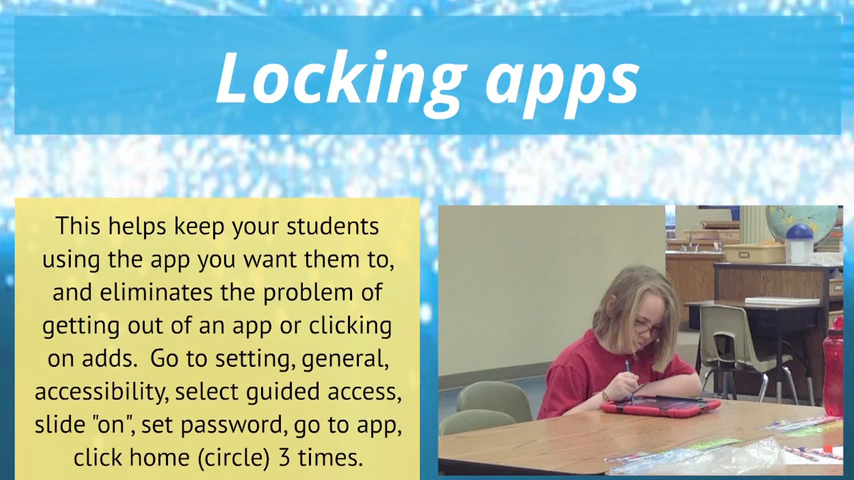 Locking apps
This helps keep your students
using the app you want them to,
and eliminates the problem of
getting out of an app or clicking
on adds.  Go to setting, general,
accessibility, select guided access,
slide "on", set password, go to app,
click home (circle) 3 times.